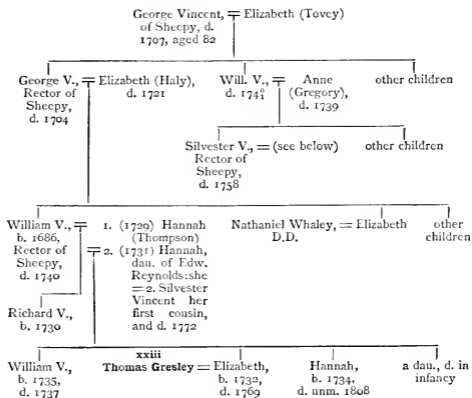 George Vincent, = Elizabeth (Tovey)
of Sheepy, d.
1707, aged 82
George V., = Elizabeth (Haly), Will. V., = Anne other children
Rector of d. 1721 d. 174⁰₁ (Gregory),
Sheepy, d. 1739
d. 1704
Silvester V., = (see below) other children
Rector of
Sheepy,
d. 1758
William V., = 1. (1729) Hannah Nathaniel Whaley, = Elizabeth other
b. 1686, (Thompson) D.D. children
Rector of = 2. (1731) Hannah,
Sheepy, dau. of Edw.
d. 1740 Reynolds: she
= 2. Silvester
Richard V., Vincent her
b. 1730 first cousin,
and d. 1772
xxiii
William V., Thomas Gresley = Elizabeth, Hannah, a dau., d. in
b. 1735, b. 1732, b. 1734, infancy
d. 1737 d. 1769 d. unm. 1808